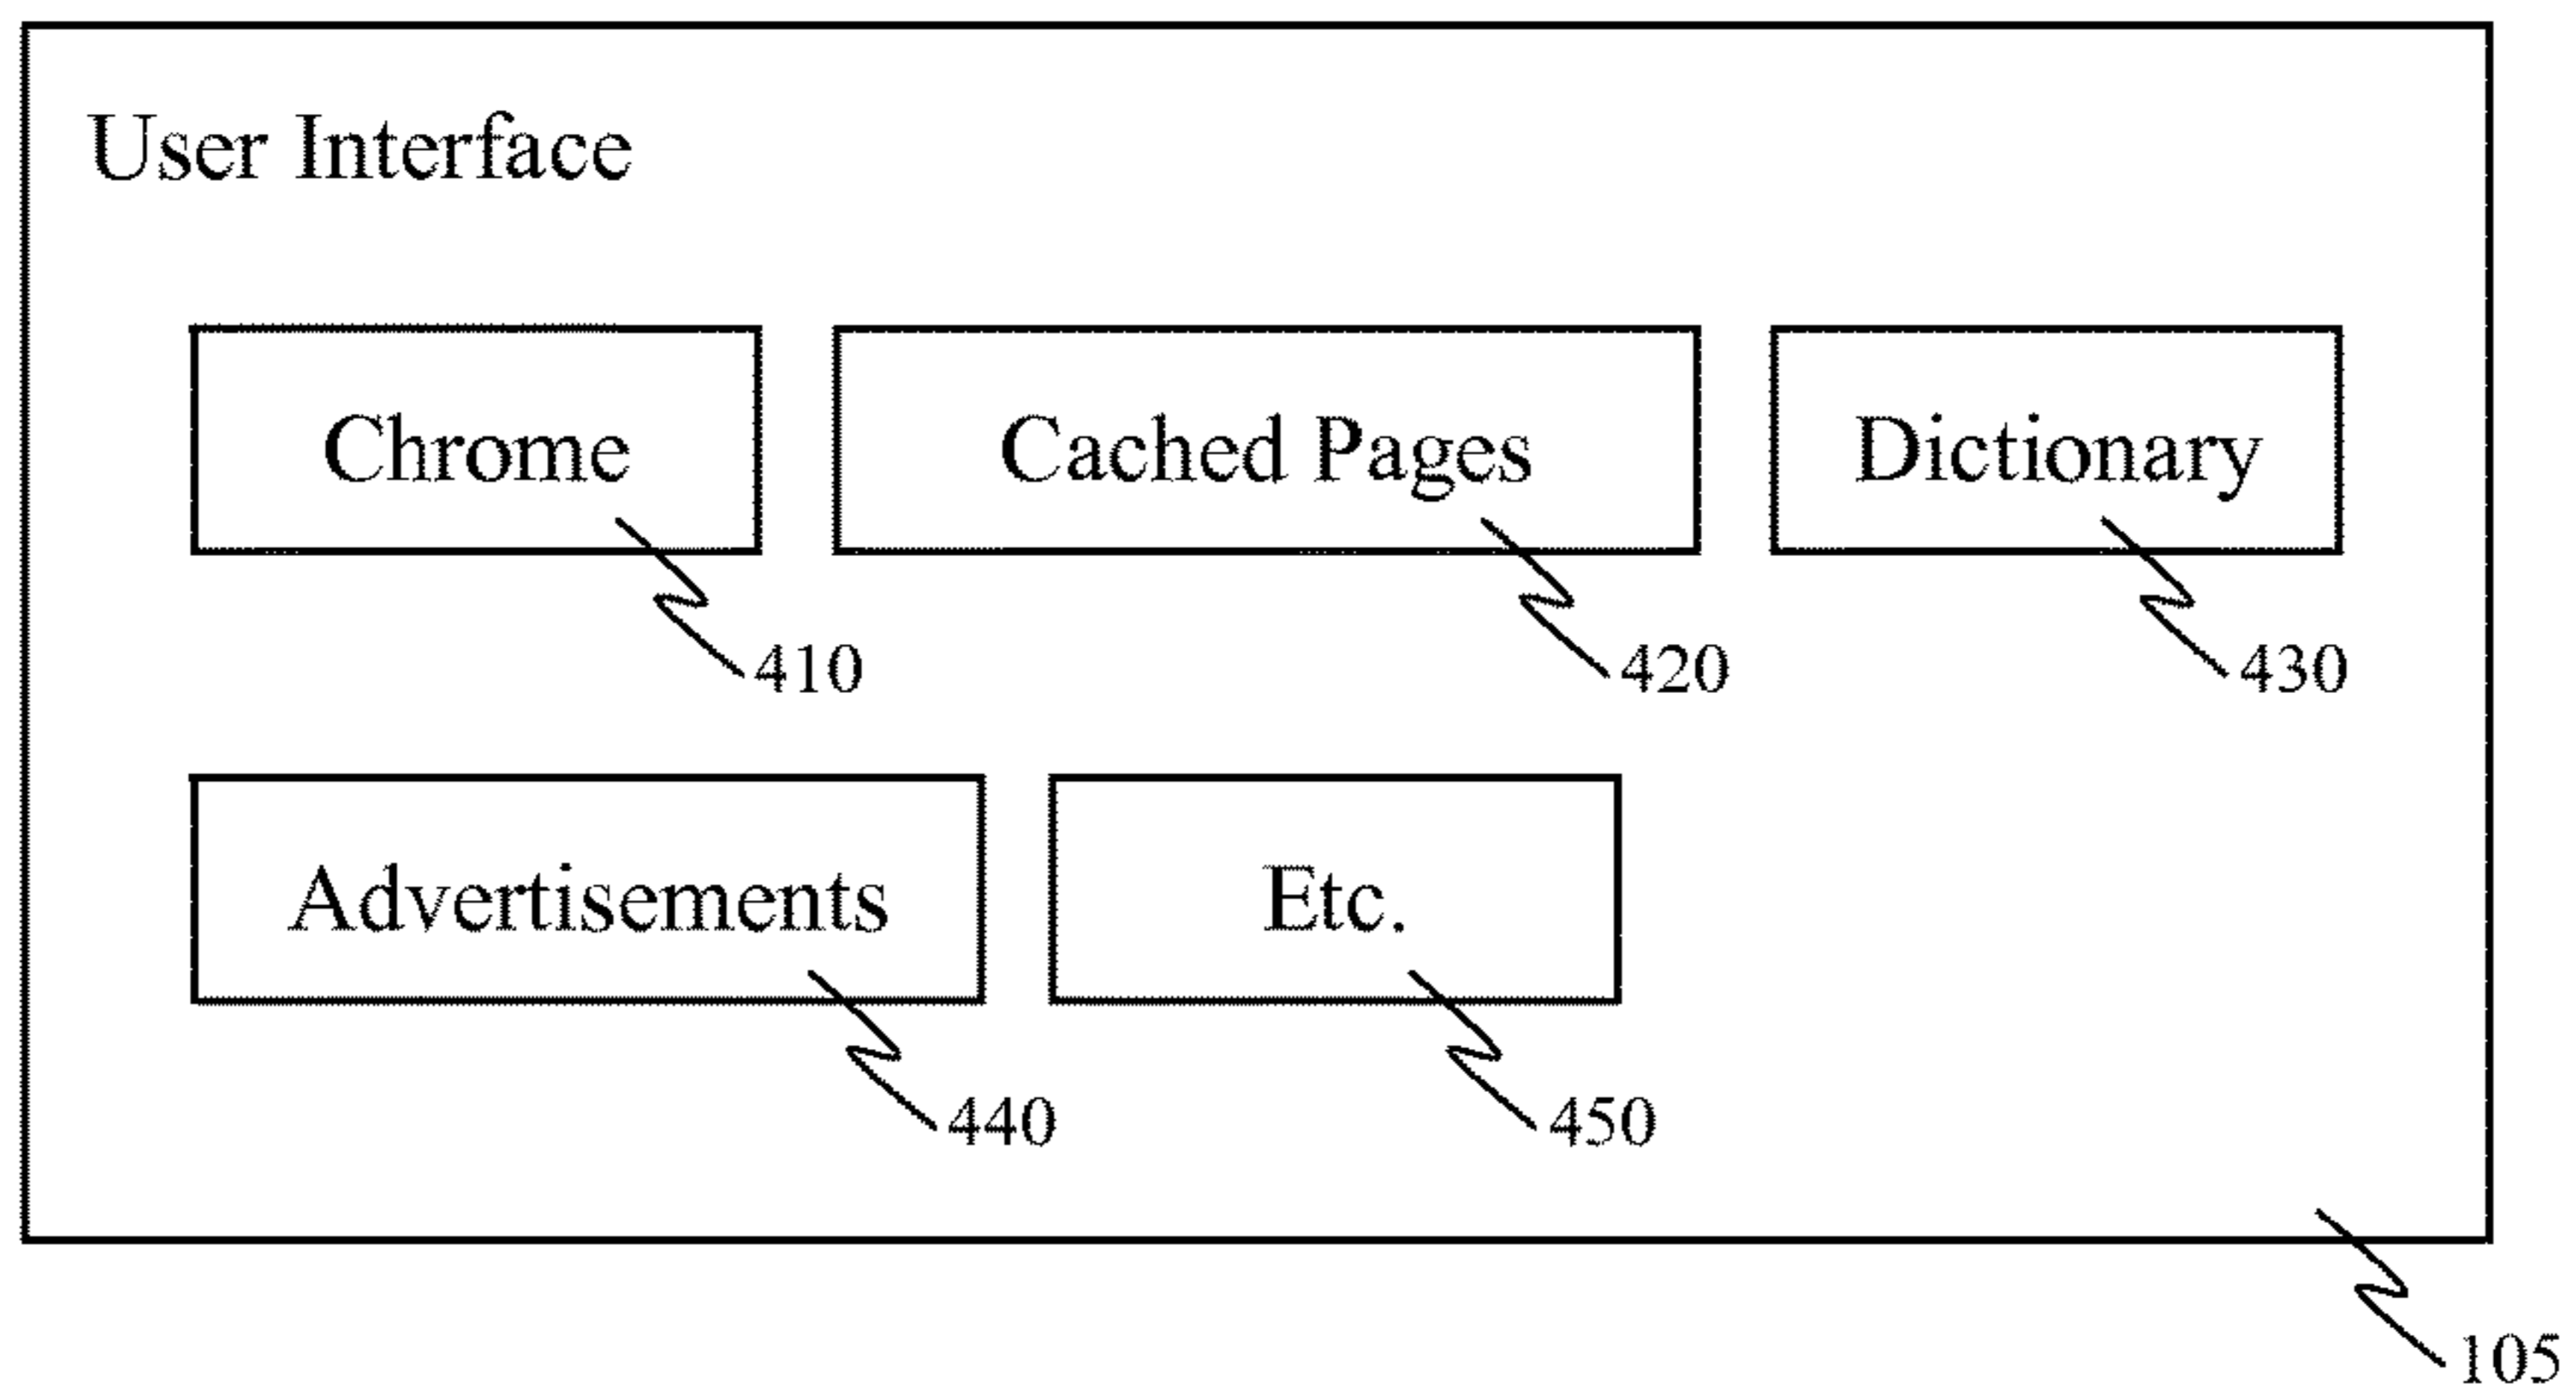 User Interface
Chrome
Cached Pages
Dictionary
410
420
430
Advertisements
Etc.
440
450
105